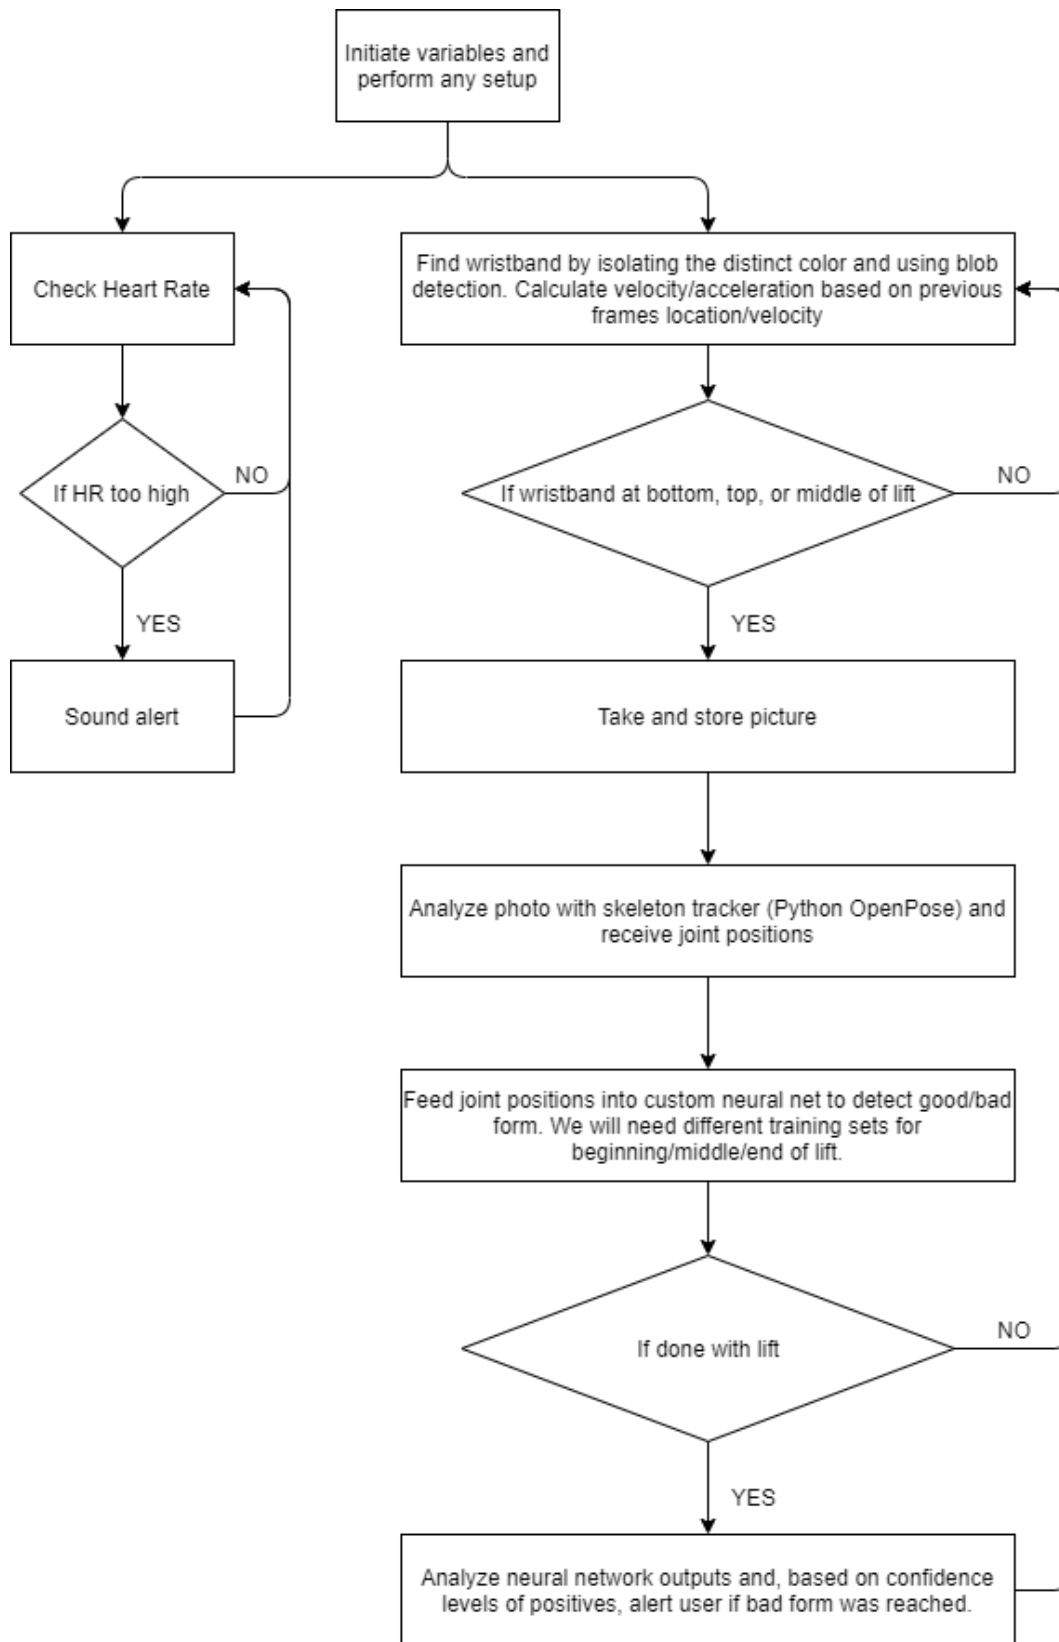 Initiate variables and
perform any setup
Check Heart Rate
If HR too high
NO
YES
Sound alert
Find wristband by isolating the distinct color and using blob
detection. Calculate velocity/acceleration based on previous
frames location/velocity
If wristband at bottom, top, or middle of lift
NO
YES
Take and store picture
Analyze photo with skeleton tracker (Python OpenPose) and
receive joint positions
Feed joint positions into custom neural net to detect good/bad
form. We will need different training sets for
beginning/middle/end of lift.
If done with lift
NO
YES
Analyze neural network outputs and, based on confidence
levels of positives, alert user if bad form was reached.